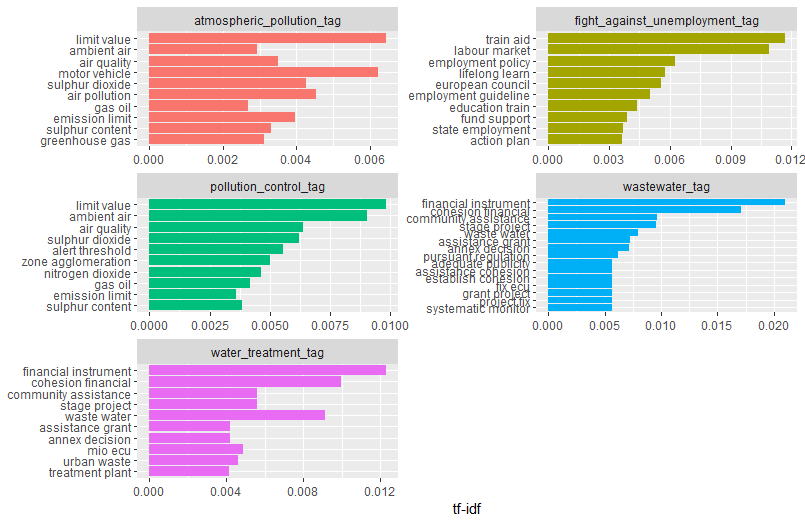 atmospheric_pollution_tag
limit value
ambient air
air quality
motor vehicle
sulphur dioxide
air pollution
gas oil
emission limit
sulphur content
greenhouse gas
0.000 0.002 0.004 0.006
fight_against_unemployment_tag
train aid
labour market
employment policy
lifelong learn
european council
employment guideline
education train
fund support
state employment
action plan
0.000 0.003 0.006 0.009 0.012
pollution_control_tag
limit value
ambient air
air quality
sulphur dioxide
alert threshold
zone agglomeration
nitrogen dioxide
gas oil
emission limit
sulphur content
0.0000 0.0025 0.0050 0.0075 0.0100
wastewater_tag
financial instrument
cohesion financial
community assistance
stage project
waste water
assistance grant
annex decision
pursuant regulation
adequate publicity
assistance cohesion
establish cohesion
fix ecu
grant project
project fix
systematic monitor
0.000 0.005 0.010 0.015 0.020
water_treatment_tag
financial instrument
cohesion financial
community assistance
stage project
waste water
assistance grant
annex decision
mio ecu
urban waste
treatment plant
0.000 0.004 0.008 0.012
tf-idf